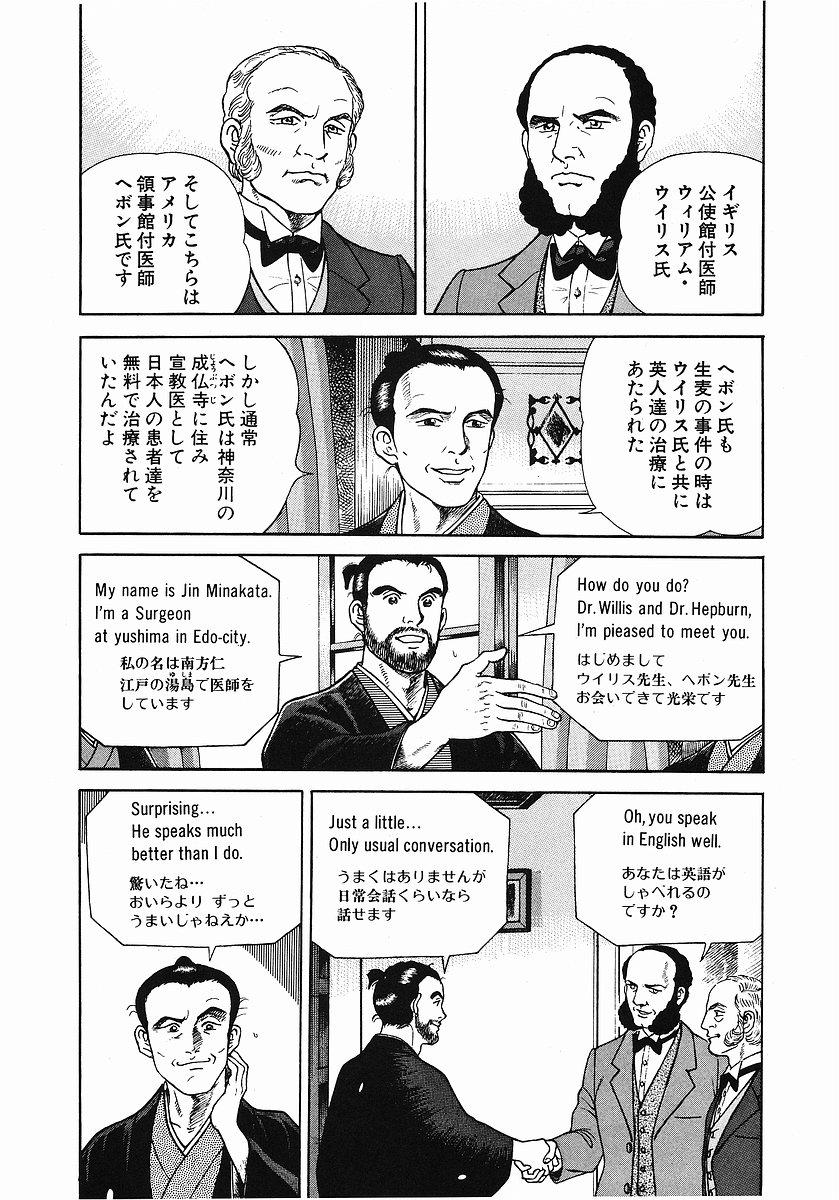 イギリス
公使館付医師
ウィリアム・
ウイリス氏
そしてこちらは
アメリカ
領事館付医師
ヘボン氏です
ヘボン氏も
生麦の事件の時は
ウイリス氏と共に
英人達の治療に
あたられた
しかし通常
ヘボン氏は神奈川の
成仏寺に住み
じょうぶつじ
宣教医として
日本人の患者達を
無料で治療されて
いたんだよ
How do you do?
Dr.Willis and Dr.Hepburn,
I'm pieased to meet you.
はじめまして
ウイリス先生、ヘボン先生
お会いできて光栄です
My name is Jin Minakata.
I'm a Surgeon
at yushima in Edo-city.
私の名は南方仁
江戸の湯島で医師を
ゆしま
しています
Oh, you speak
in English well.
あなたは英語が
しゃべれるの
ですか？
Just a little…
Only usual conversation.
うまくはありませんが
日常会話くらいなら
話せます
Surprising…
He speaks much
better than I do.
驚いたね…
おいらより ずっと
うまいじゃねえか…